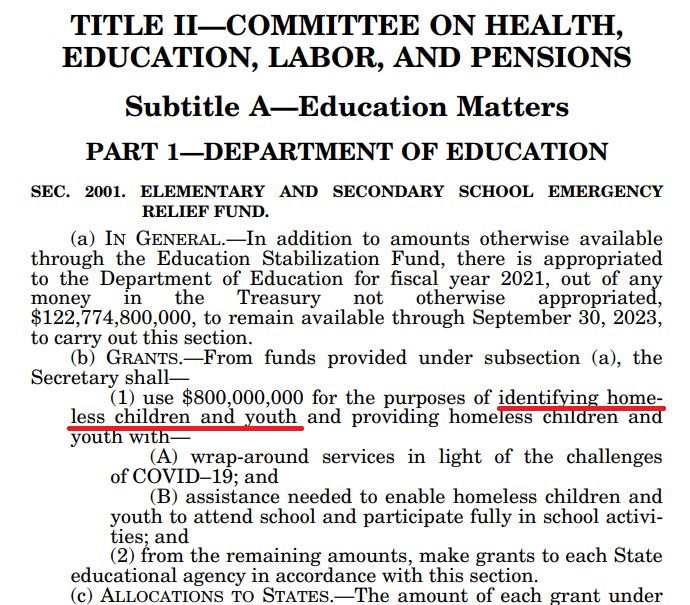 TITLE II—COMMITTEE ON HEALTH,
EDUCATION, LABOR, AND PENSIONS
Subtitle A—Education Matters
PART 1—DEPARTMENT OF EDUCATION
SEC. 2001. ELEMENTARY AND SECONDARY SCHOOL EMERGENCY
RELIEF FUND.
(a) IN GENERAL.—In addition to amounts otherwise available
through the Education Stabilization Fund, there is appropriated
to the Department of Education for fiscal year 2021, out of any
money in the Treasury not otherwise appropriated,
$122,774,800,000, to remain available through September 30, 2023,
to carry out this section.
(b) GRANTS.—From funds provided under subsection (a), the
Secretary shall—
(1) use $800,000,000 for the purposes of identifying home-
less children and youth and providing homeless children and
youth with—
(A) wrap-around services in light of the challenges
of COVID–19; and
(B) assistance needed to enable homeless children and
youth to attend school and participate fully in school activi-
ties; and
(2) from the remaining amounts, make grants to each State
educational agency in accordance with this section.
(c) ALLOCATIONS TO STATES.—The amount of each grant under